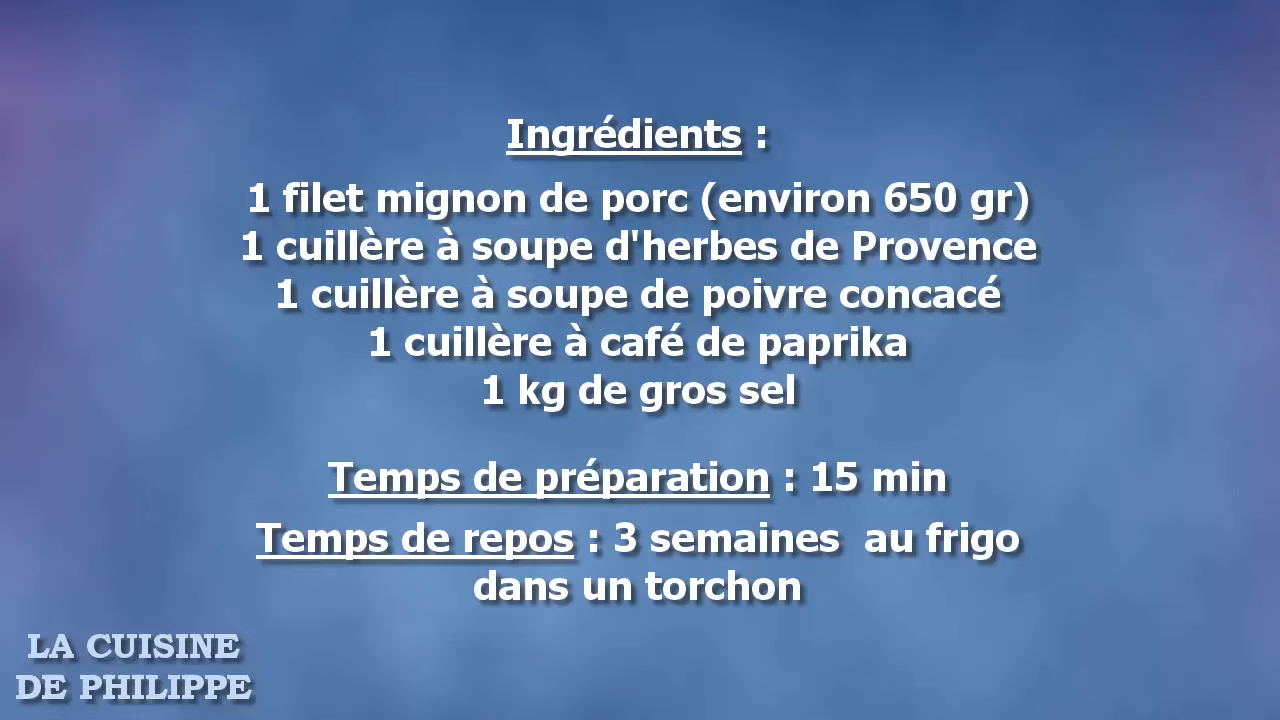 Ingrédients :
1 filet mignon de porc (environ 650 gr)
1 cuillère à soupe d'herbes de Provence
1 cuillère à soupe de poivre concacé
1 cuillère à café de paprika
1 kg de gros sel
Temps de préparation : 15 min
Temps de repos : 3 semaines  au frigo
dans un torchon
LA CUISINE
DE PHILIPPE